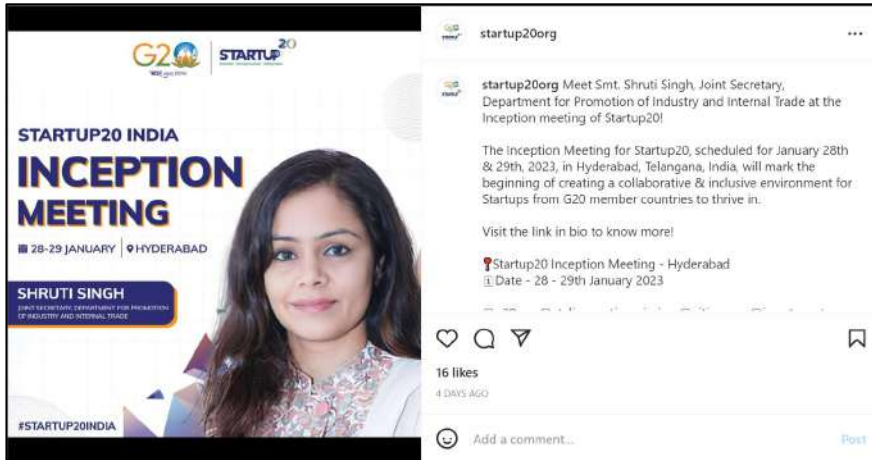 G20
STARTUP20
STARTUP20 INDIA
INCEPTION
MEETING
28-29 JANUARY | HYDERABAD
SHRUTI SINGH
JOINT SECRETARY, DEPARTMENT FOR PROMOTION
OF INDUSTRY AND INTERNAL TRADE
#STARTUP20INDIA
startup20org
startup20org Meet Smt. Shruti Singh, Joint Secretary,
Department for Promotion of Industry and Internal Trade at the
Inception meeting of Startup20!
The Inception Meeting for Startup20, scheduled for January 28th
& 29th, 2023, in Hyderabad, Telangana, India, will mark the
beginning of creating a collaborative & inclusive environment for
Startups from G20 member countries to thrive in.
Visit the link in bio to know more!
📍Startup20 Inception Meeting - Hyderabad
🗓Date - 28 - 29th January 2023
16 likes
4 DAYS AGO
Add a comment...
Post